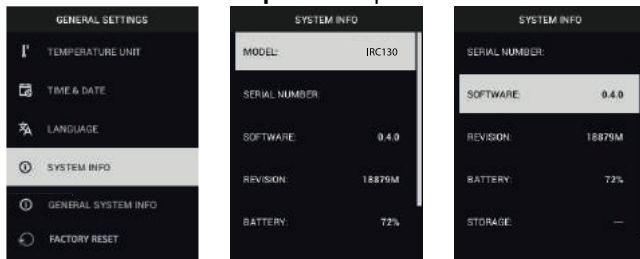 GENERAL SETTINGS
TEMPERATURE UNIT
TIME & DATE
LANGUAGE
SYSTEM INFO
GENERAL SYSTEM INFO
FACTORY RESET
SYSTEM INFO
MODEL: IRC130
SERIAL NUMBER:
SOFTWARE: 0.4.0
REVISION: 18879M
BATTERY: 72%
SYSTEM INFO
SERIAL NUMBER:
SOFTWARE: 0.4.0
REVISION: 18879M
BATTERY: 72%
STORAGE: —